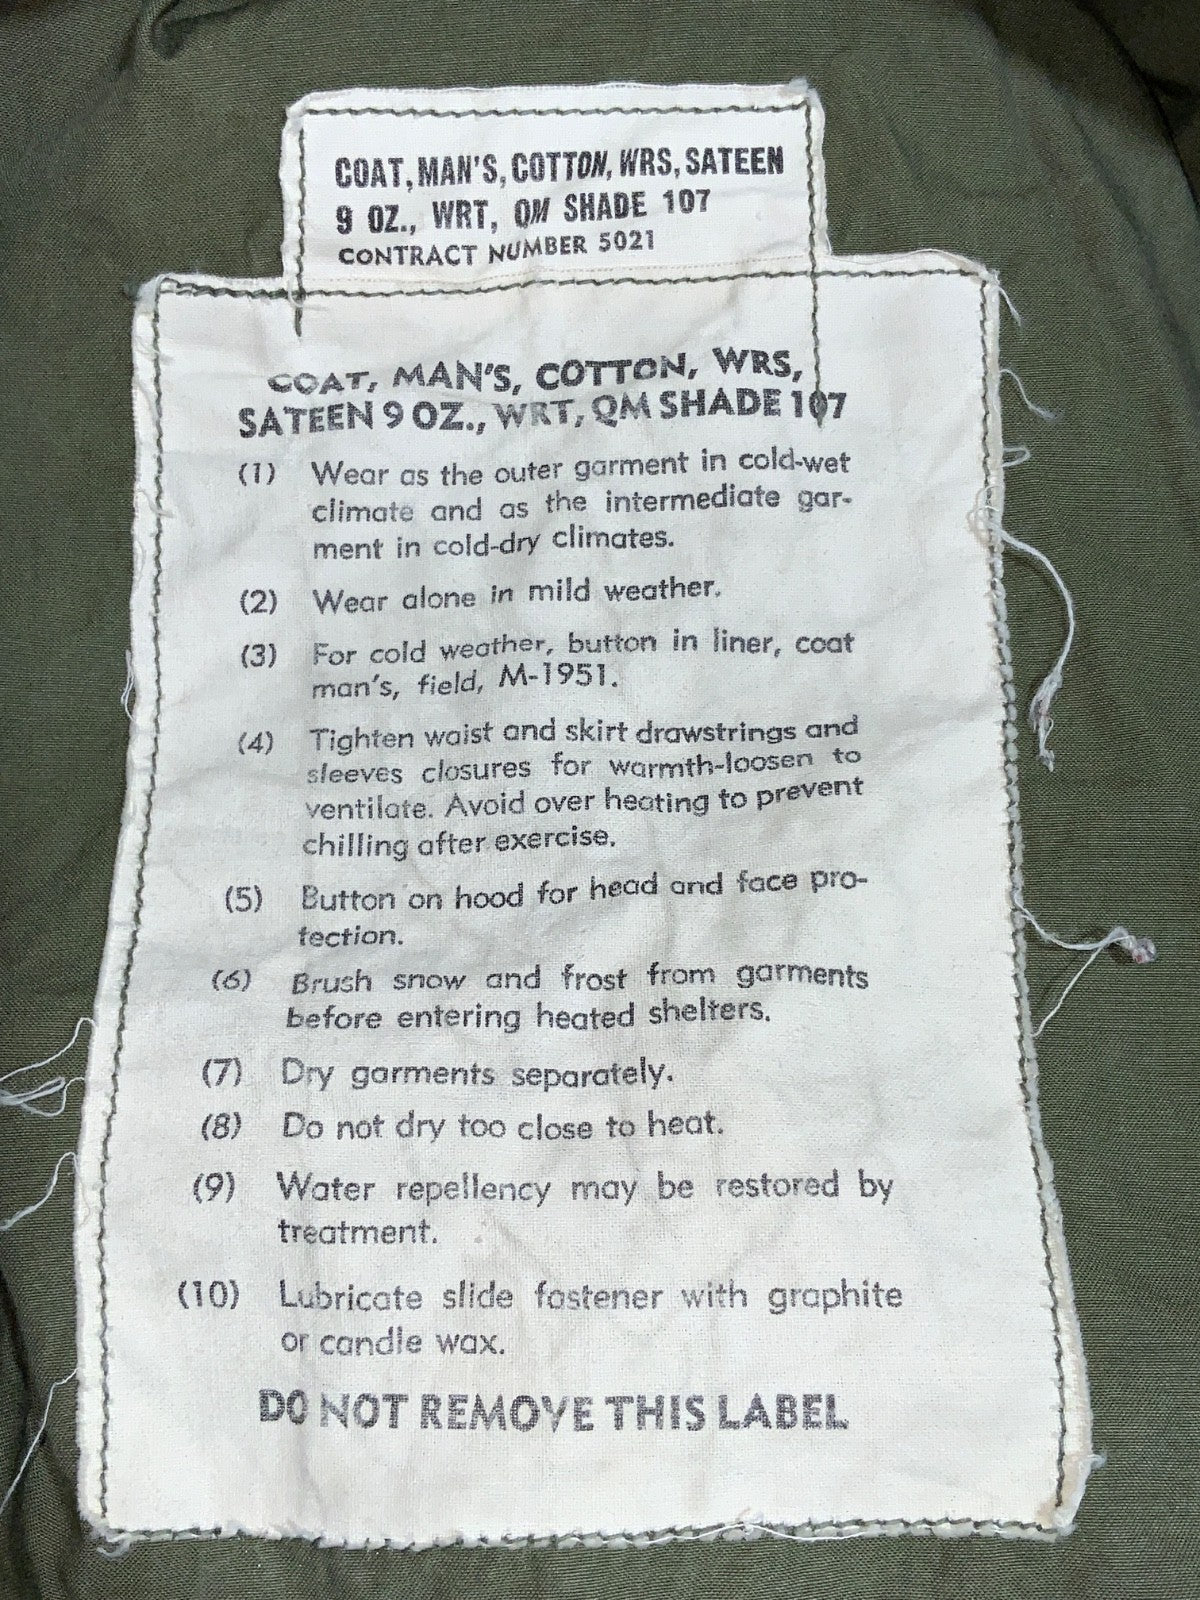 COAT, MAN'S, COTTON, WRS, SATEEN
9 OZ., WRT, QM SHADE 107
CONTRACT NUMBER 5021
COAT, MAN'S, COTTON, WRS,
SATEEN 9 OZ., WRT, QM SHADE 107
(1) Wear as the outer garment in cold-wet
climate and as the intermediate gar-
ment in cold-dry climates.
(2) Wear alone in mild weather.
(3) For cold weather, button in liner, coat
man's, field, M-1951.
(4) Tighten waist and skirt drawstrings and
sleeves closures for warmth-loosen to
ventilate. Avoid over heating to prevent
chilling after exercise.
(5) Button on hood for head and face pro-
tection.
(6) Brush snow and frost from garments
before entering heated shelters.
(7) Dry garments separately.
(8) Do not dry too close to heat.
(9) Water repellency may be restored by
treatment.
(10) Lubricate slide fastener with graphite
or candle wax.
DO NOT REMOVE THIS LABEL